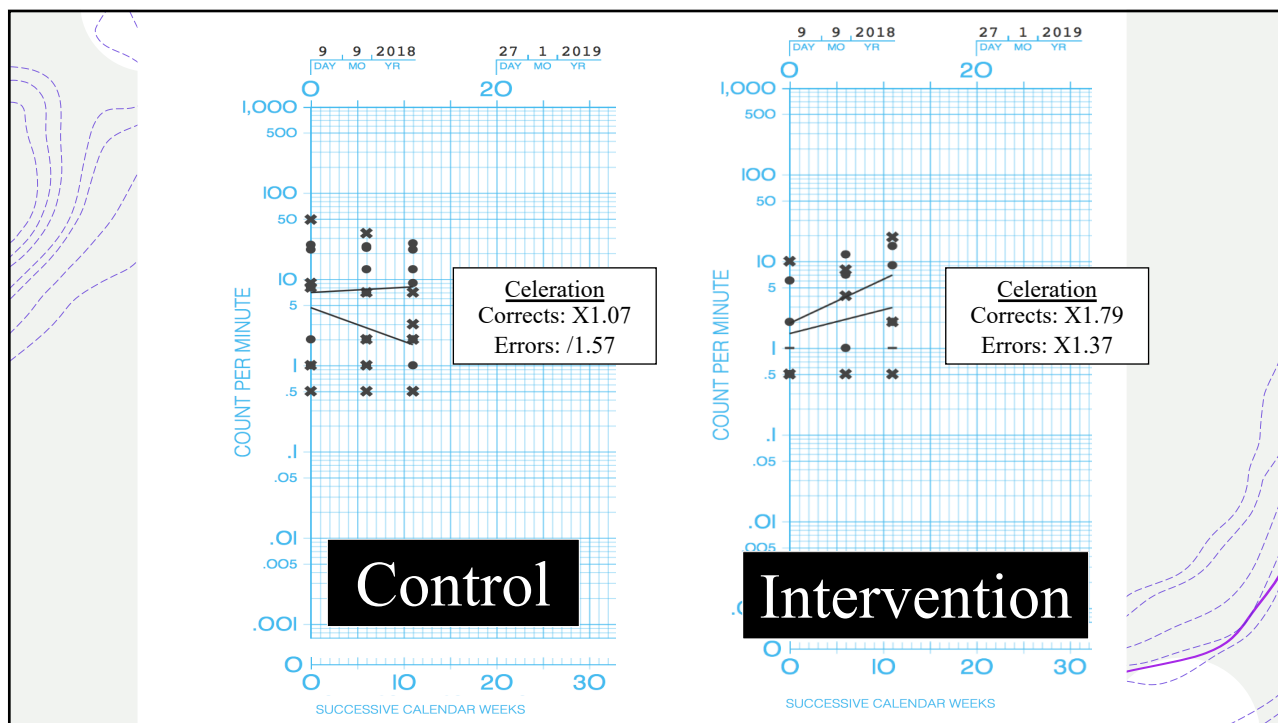 9 9 2018
DAY MO YR
27 1 2019
DAY MO YR
0 20
1,000
500
100
50
10
5
1
.5
.1
.05
.01
.005
.001
0
COUNT PER MINUTE
Celeration
Corrects: X1.07
Errors: /1.57
Control
0 10 20 30
SUCCESSIVE CALENDAR WEEKS
9 9 2018
DAY MO YR
27 1 2019
DAY MO YR
0 20
1,000
500
100
50
10
5
1
.5
.1
.05
.01
.005
0
COUNT PER MINUTE
Celeration
Corrects: X1.79
Errors: X1.37
Intervention
0 10 20 30
SUCCESSIVE CALENDAR WEEKS